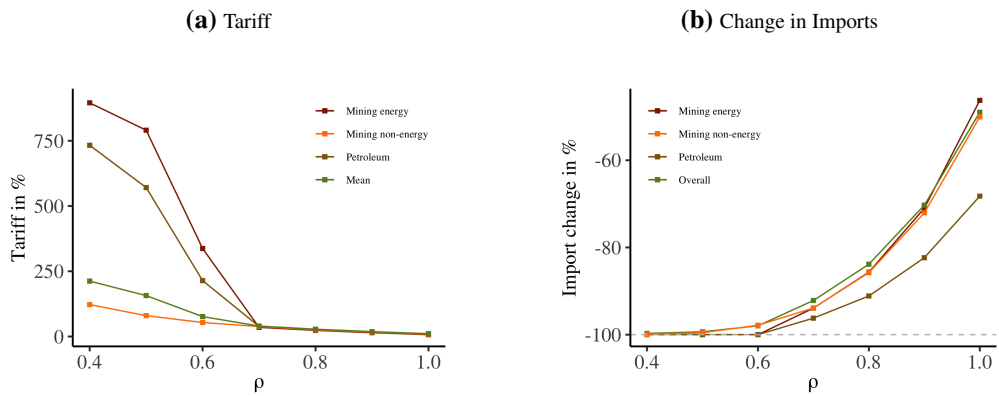 (a) Tariff
Tariff in %
750
500
250
0
0.4 0.6 0.8 1.0
ρ
Mining energy
Mining non-energy
Petroleum
Mean
(b) Change in Imports
Import change in %
-60
-80
-100
0.4 0.6 0.8 1.0
ρ
Mining energy
Mining non-energy
Petroleum
Overall